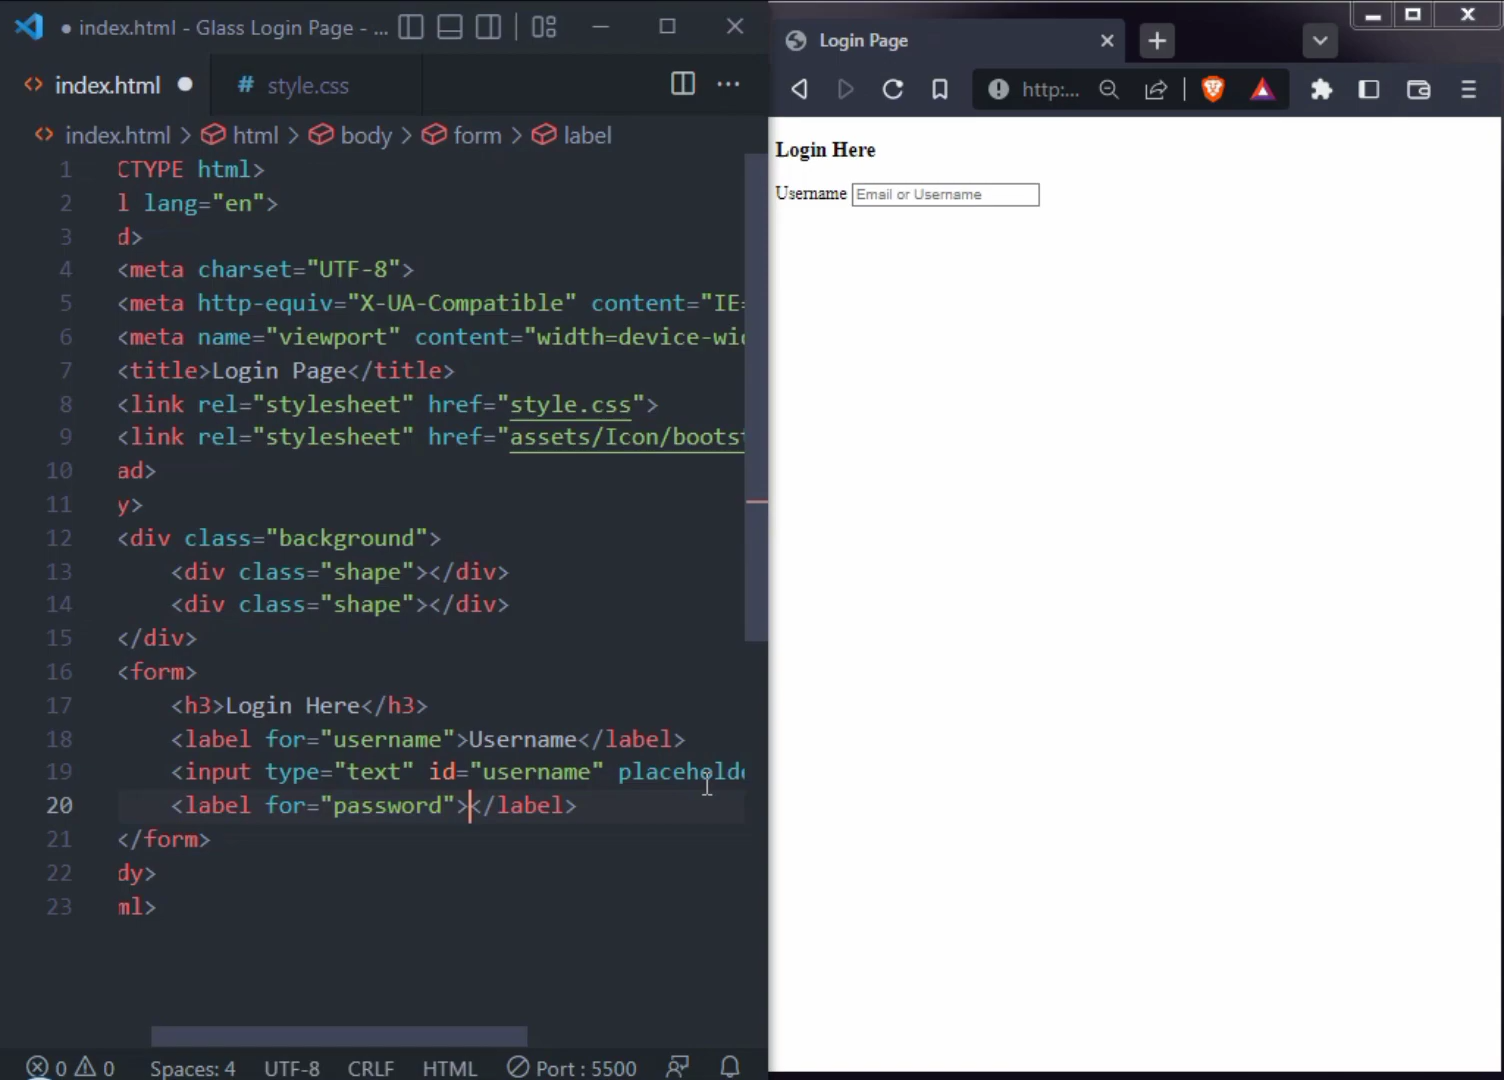 index.html - Glass Login Page - ...
index.html
# style.css
index.html > html > body > form > label
1 CTYPE html>
2 l lang="en">
3 d>
4 <meta charset="UTF-8">
5 <meta http-equiv="X-UA-Compatible" content="IE=
6 <meta name="viewport" content="width=device-wid
7 <title>Login Page</title>
8 <link rel="stylesheet" href="style.css">
9 <link rel="stylesheet" href="assets/Icon/bootst
10 ad>
11 y>
12 <div class="background">
13 <div class="shape"></div>
14 <div class="shape"></div>
15 </div>
16 <form>
17 <h3>Login Here</h3>
18 <label for="username">Username</label>
19 <input type="text" id="username" placeholde
20 <label for="password"></label>
21 </form>
22 dy>
23 ml>
0 0 Spaces: 4 UTF-8 CRLF HTML Port : 5500
Login Page
http:...
Login Here
Username Email or Username